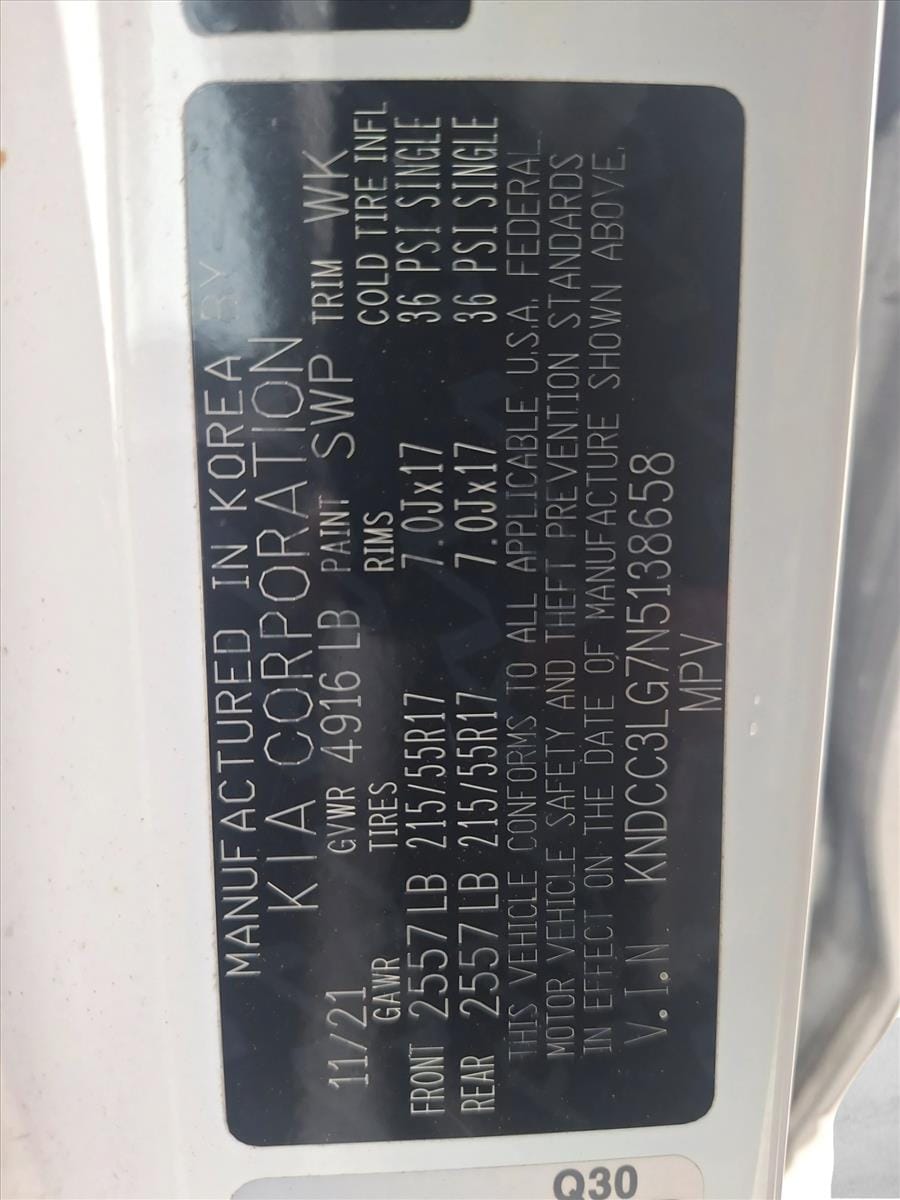 MANUFACTURED IN KOREA BY
KIA CORPORATION
11/21 GVWR 4916 LB PAINT SWP TRIM WK
GAWR TIRES RIMS COLD TIRE INFL
FRONT 2557 LB 215/55R17 7.0Jx17 36 PSI SINGLE
REAR 2557 LB 215/55R17 7.0Jx17 36 PSI SINGLE
THIS VEHICLE CONFORMS TO ALL APPLICABLE U.S.A. FEDERAL
MOTOR VEHICLE SAFETY AND THEFT PREVENTION STANDARDS
IN EFFECT ON THE DATE OF MANUFACTURE SHOWN ABOVE.
V.I.N KNDCC3LG7N5138658
MPV
Q30